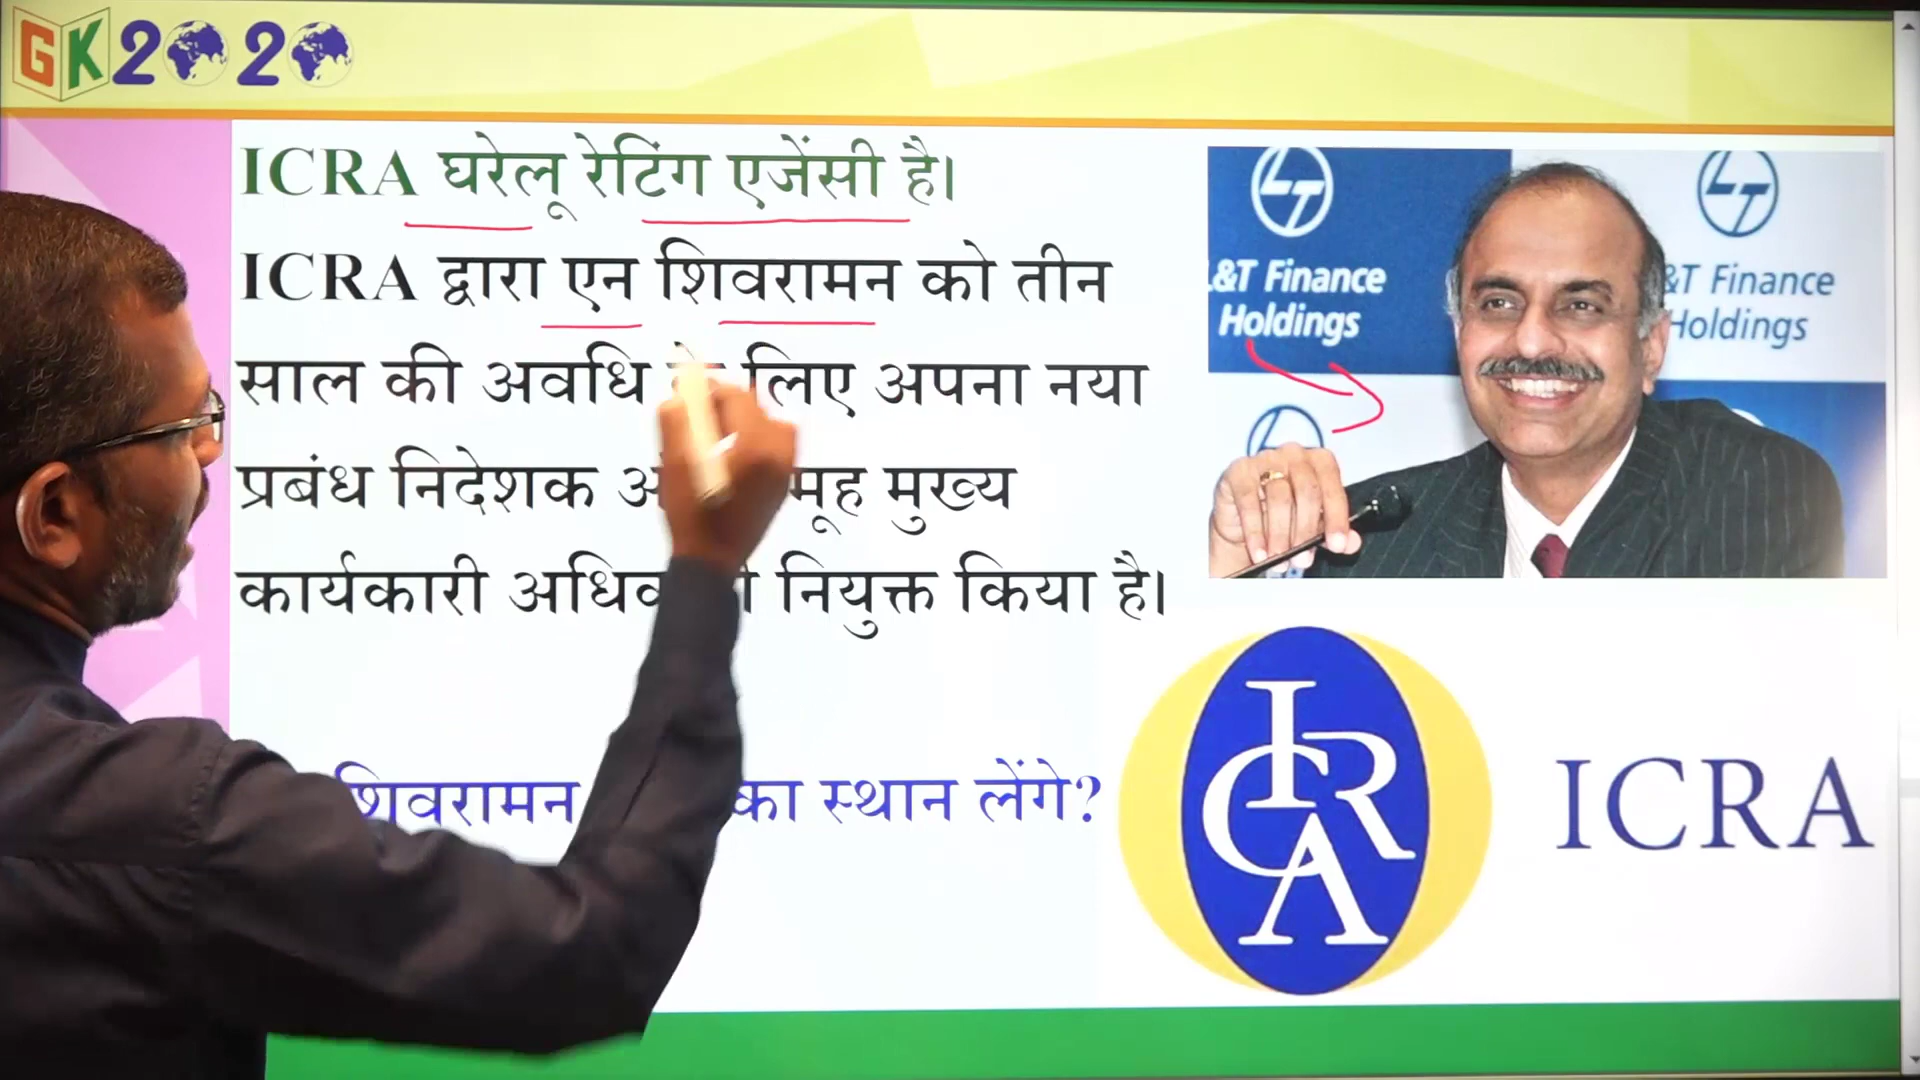 GK2020
ICRA घरेलू रेटिंग एजेंसी है।
ICRA द्वारा एन शिवरामन को तीन
साल की अवधि लिए अपना नया
प्रबंध निदेशक मुख्य
कार्यकारी नियुक्त किया है।
शिवरामन का स्थान लेंगे?
L&T Finance
Holdings
&T Finance
Holdings
ICRA
ICRA